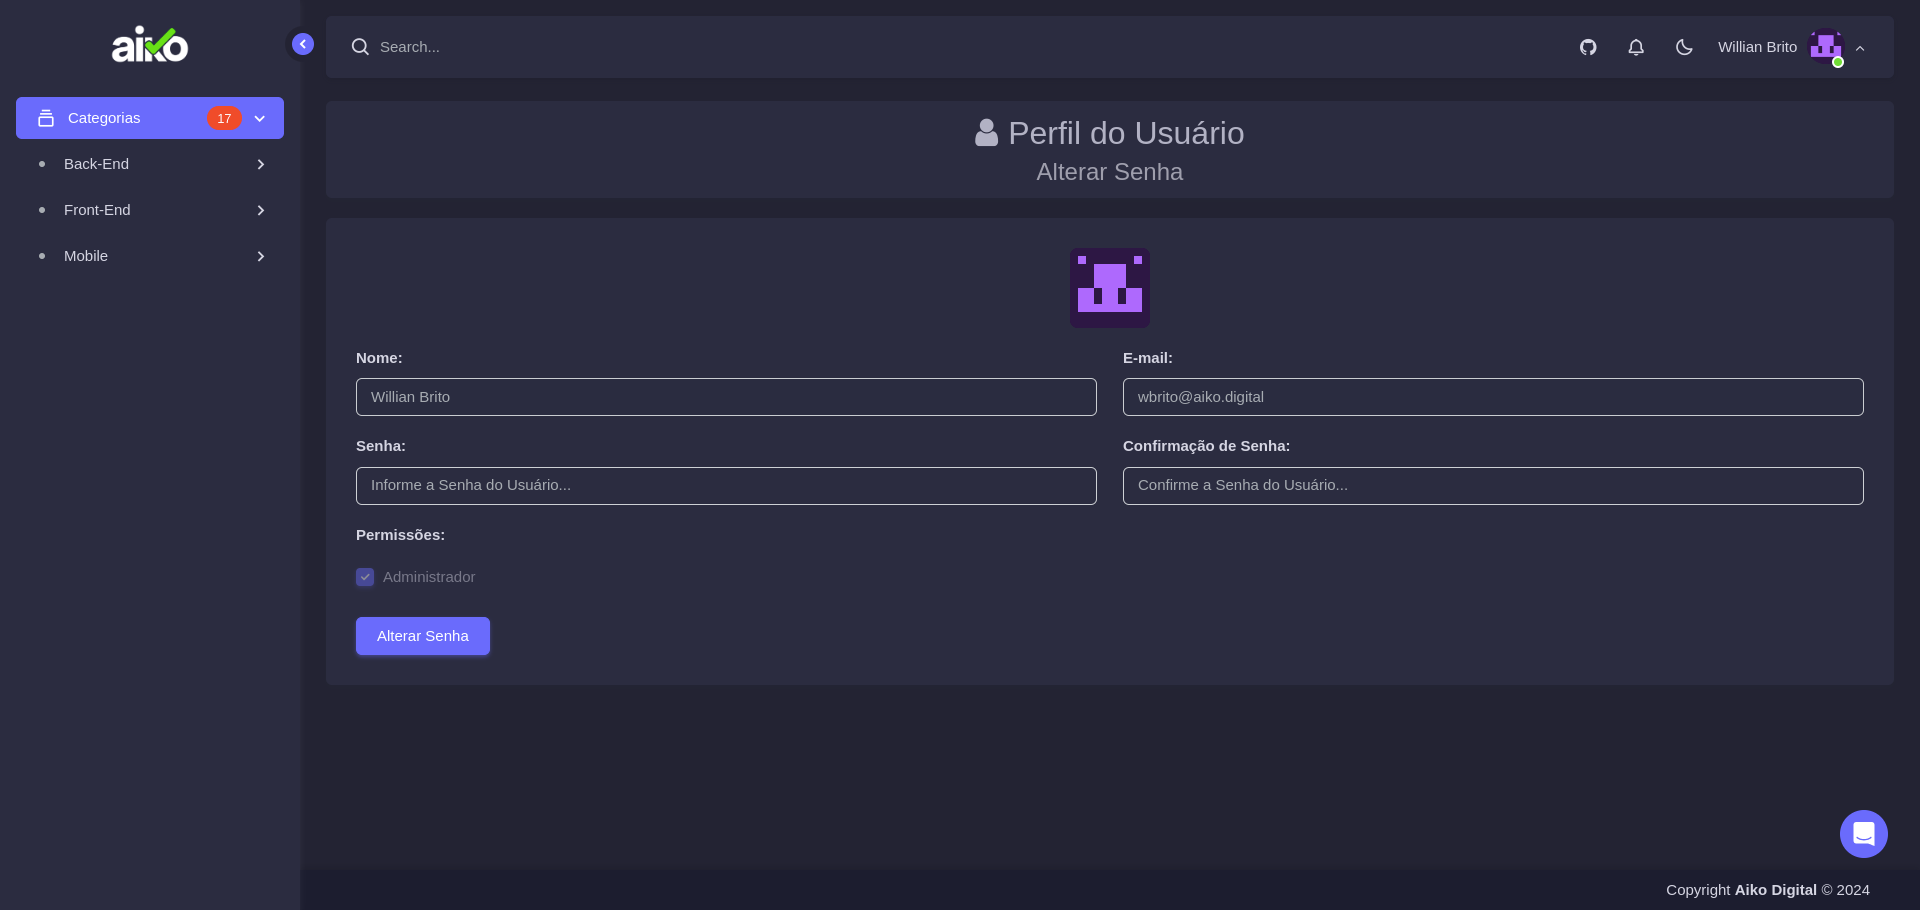 aiko
Search...
Willian Brito
Categorias
17
Back-End
Front-End
Mobile
Perfil do Usuário
Alterar Senha
Nome:
E-mail:
Willian Brito
wbrito@aiko.digital
Senha:
Confirmação de Senha:
Informe a Senha do Usuário...
Confirme a Senha do Usuário...
Permissões:
Administrador
Alterar Senha
Copyright Aiko Digital © 2024